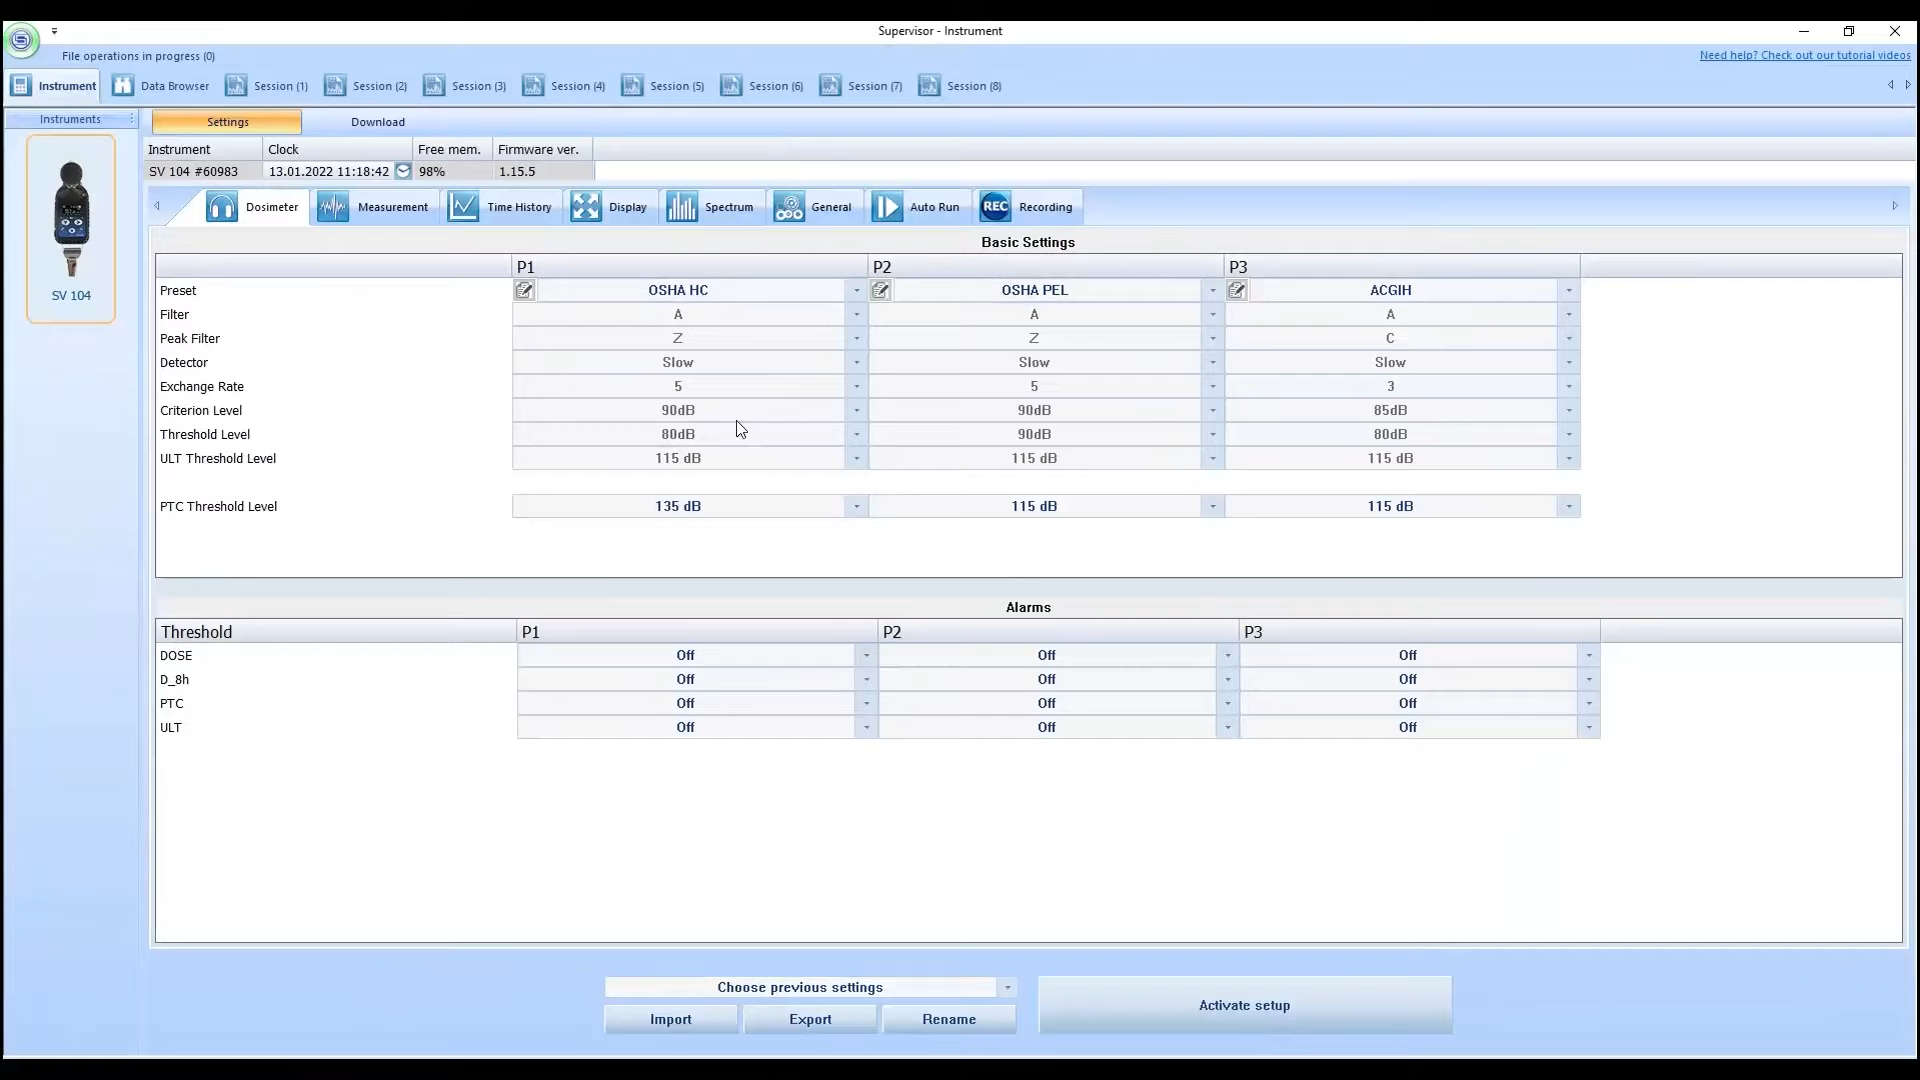 Supervisor - Instrument
File operations in progress (0)
Need help? Check out our tutorial videos
Instrument Data Browser Session (1) Session (2) Session (3) Session (4) Session (5) Session (6) Session (7) Session (8)
Instruments Settings Download
Instrument Clock Free mem. Firmware ver.
SV 104 #60983 13.01.2022 11:18:42 98% 1.15.5
Dosimeter Measurement Time History Display Spectrum General Auto Run REC Recording
SV 104
Basic Settings
P1 P2 P3
Preset OSHA HC OSHA PEL ACGIH
Filter A A A
Peak Filter Z Z C
Detector Slow Slow Slow
Exchange Rate 5 5 3
Criterion Level 90dB 90dB 85dB
Threshold Level 80dB 90dB 80dB
ULT Threshold Level 115 dB 115 dB 115 dB
PTC Threshold Level 135 dB 115 dB 115 dB
Alarms
Threshold P1 P2 P3
DOSE Off Off Off
D_8h Off Off Off
PTC Off Off Off
ULT Off Off Off
Choose previous settings
Import Export Rename
Activate setup